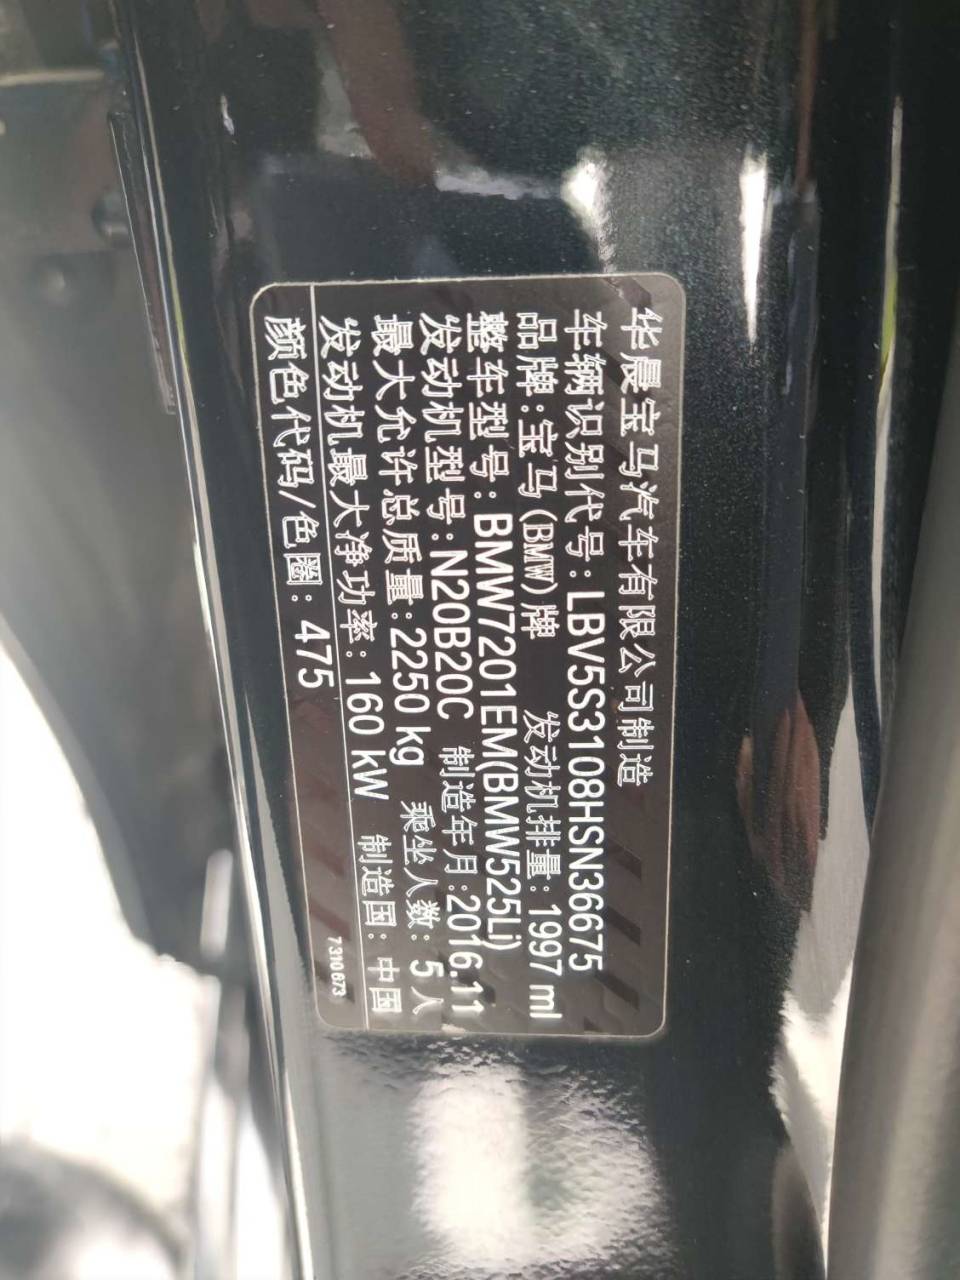 华晨宝马汽车有限公司制造
车辆识别代号:LBV5S3108HSN36675
品牌:宝马(BMW)牌 发动机排量:1997 ml
整车型号:BMW7201EM(BMW525Li)
发动机型号:N20B20C 制造年月:2016.11
最大允许总质量:2250 kg 乘坐人数:5人
发动机最大净功率:160 kW 制造国:中国
颜色代码/色圈:475
7310673